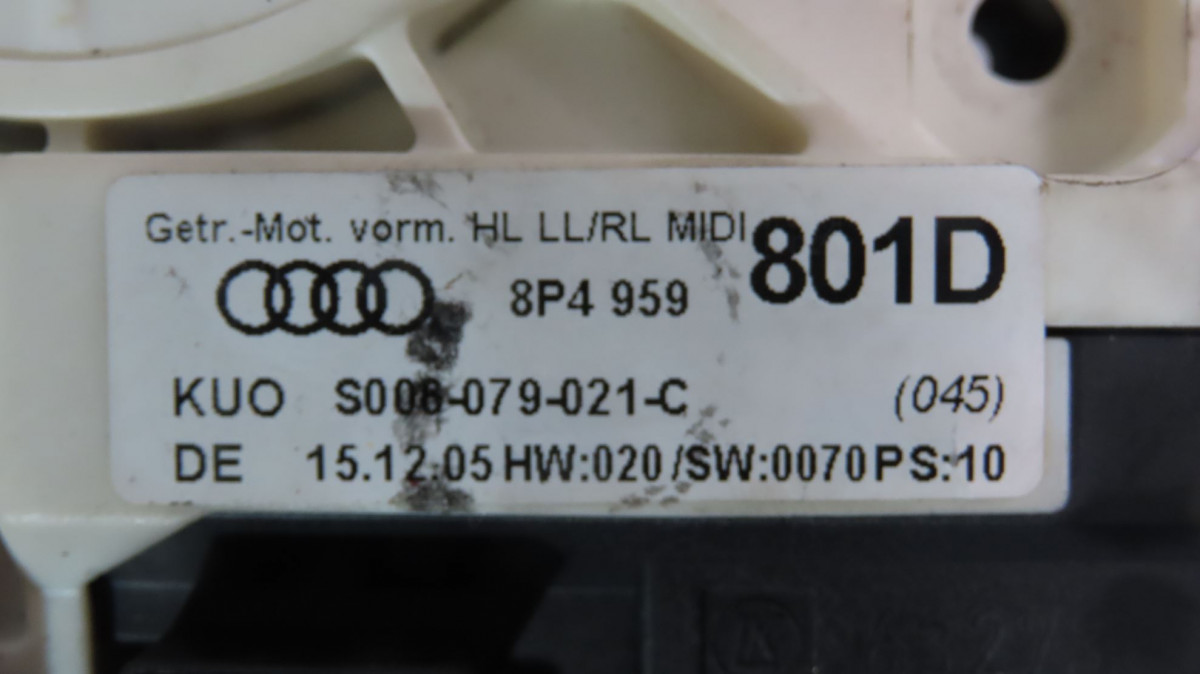 Getr.-Mot. vorm. HL LL/RL MIDI
8P4 959 801D
KUO S006-079-021-C (045)
DE 15.12.05 HW:020 /SW:0070 PS:10